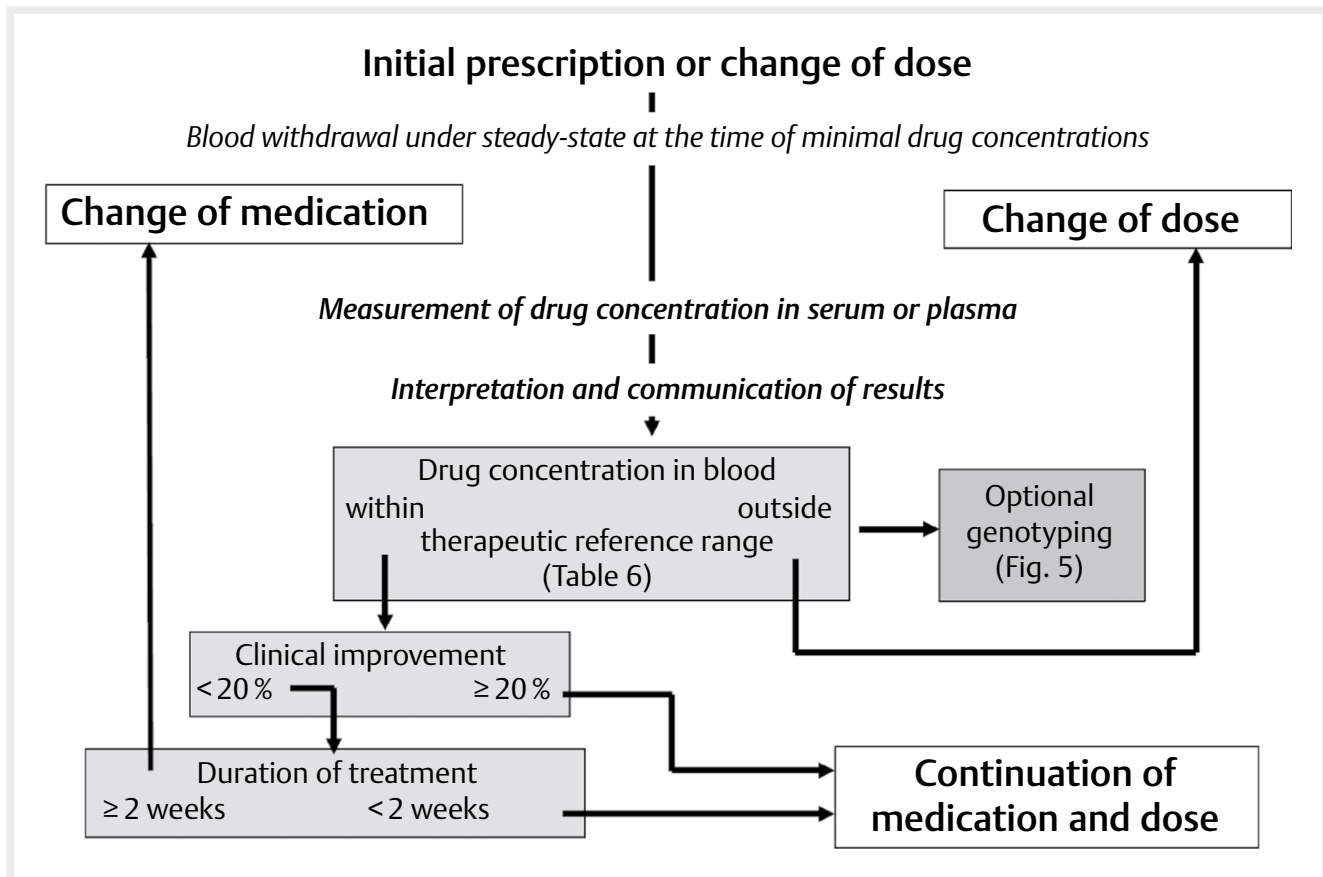 Initial prescription or change of dose
Blood withdrawal under steady-state at the time of minimal drug concentrations
Change of medication
Change of dose
Measurement of drug concentration in serum or plasma
Interpretation and communication of results
Drug concentration in blood
within outside
therapeutic reference range
(Table 6)
Optional
genotyping
(Fig. 5)
Clinical improvement
< 20 % ≥ 20 %
Duration of treatment
≥ 2 weeks < 2 weeks
Continuation of
medication and dose